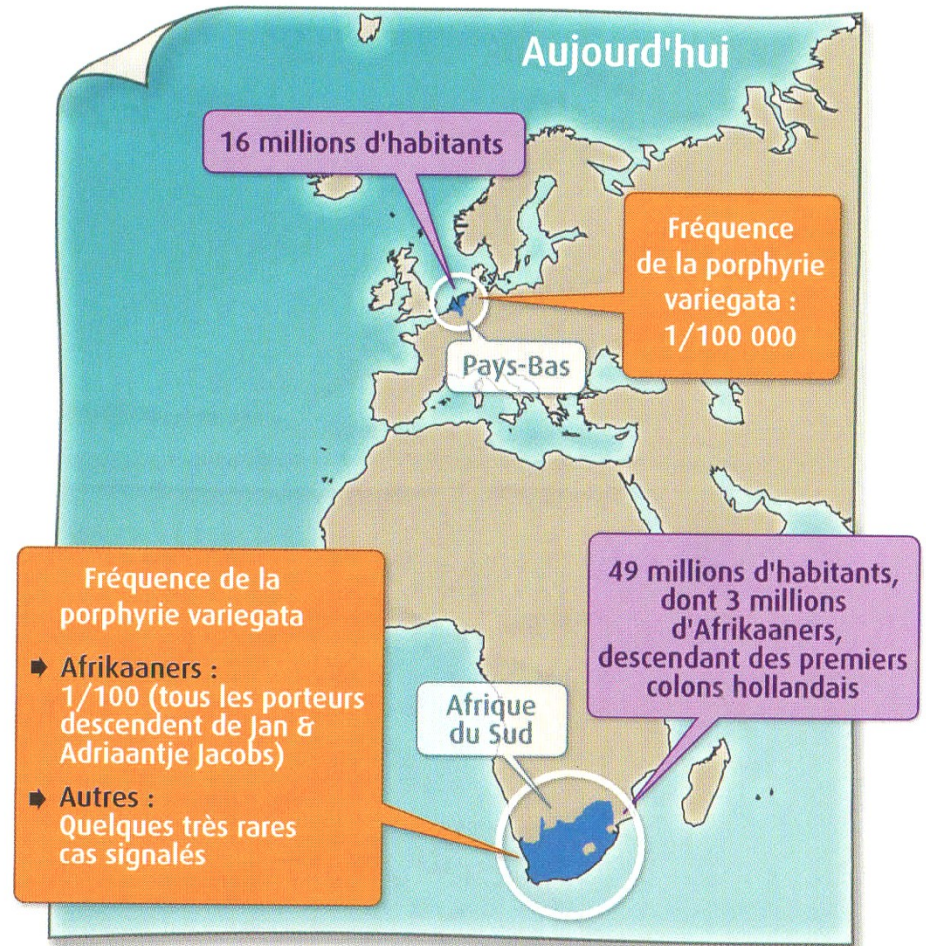 Aujourd'hui
16 millions d'habitants
Fréquence
de la porphyrie
variegata :
1/100 000
Pays-Bas
Fréquence de la
porphyrie variegata
➡ Afrikaaners :
1/100 (tous les porteurs
descendent de Jan &
Adriaantje Jacobs)
➡ Autres :
Quelques très rares
cas signalés
49 millions d'habitants,
dont 3 millions
d'Afrikaaners,
descendant des premiers
colons hollandais
Afrique
du Sud